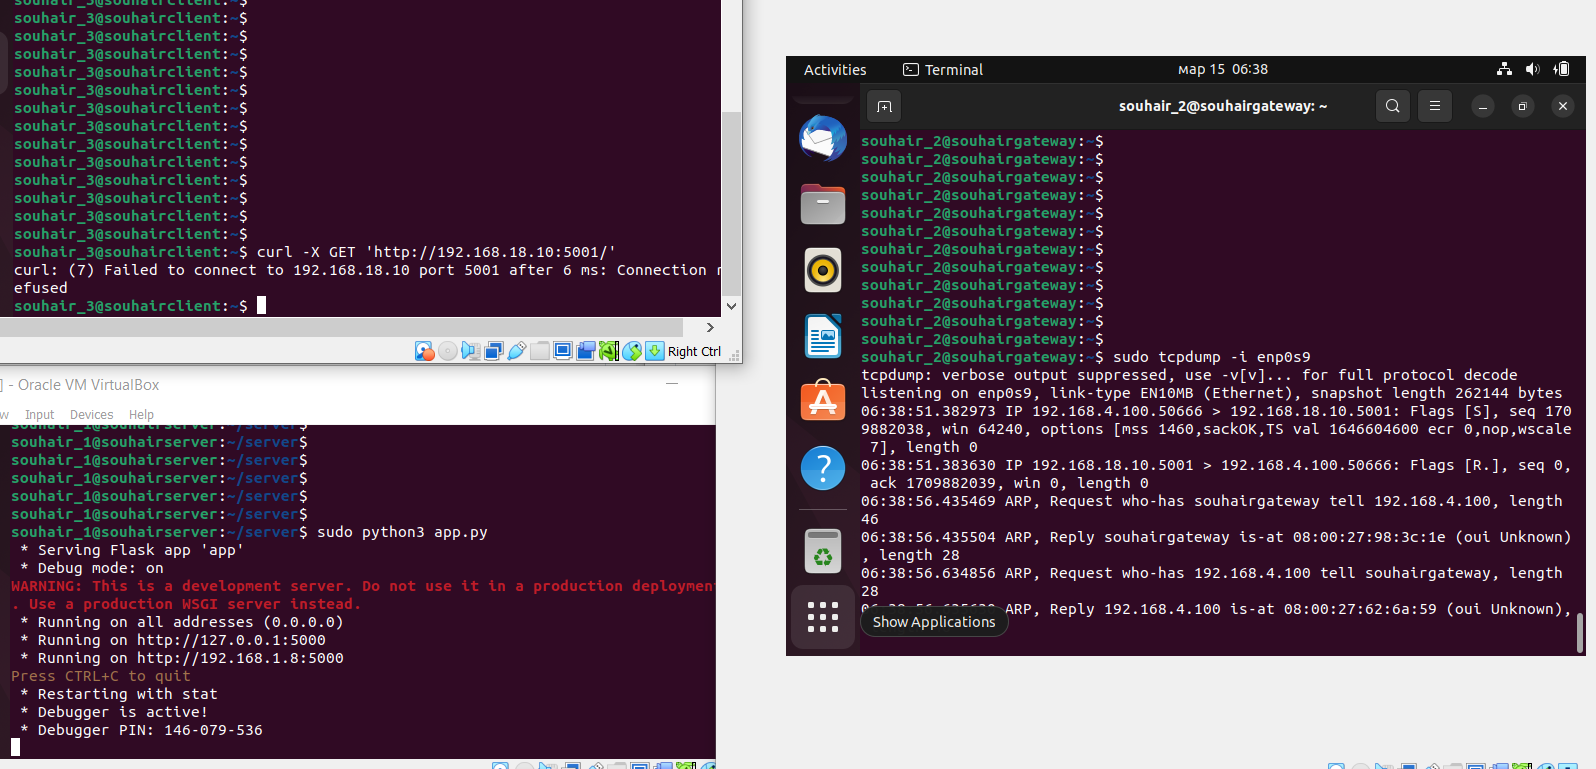 souhair_3@souhairclient:~$
souhair_3@souhairclient:~$
souhair_3@souhairclient:~$
souhair_3@souhairclient:~$
souhair_3@souhairclient:~$
souhair_3@souhairclient:~$
souhair_3@souhairclient:~$
souhair_3@souhairclient:~$
souhair_3@souhairclient:~$
souhair_3@souhairclient:~$
souhair_3@souhairclient:~$
souhair_3@souhairclient:~$
souhair_3@souhairclient:~$
souhair_3@souhairclient:~$
souhair_3@souhairclient:~$ curl -X GET 'http://192.168.18.10:5001/'
curl: (7) Failed to connect to 192.168.18.10 port 5001 after 6 ms: Connection r
efused
souhair_3@souhairclient:~$
Right Ctrl
] - Oracle VM VirtualBox
w Input Devices Help
souhair_1@souhairserver:~/server$
souhair_1@souhairserver:~/server$
souhair_1@souhairserver:~/server$
souhair_1@souhairserver:~/server$
souhair_1@souhairserver:~/server$
souhair_1@souhairserver:~/server$
souhair_1@souhairserver:~/server$ sudo python3 app.py
* Serving Flask app 'app'
* Debug mode: on
WARNING: This is a development server. Do not use it in a production deployment
. Use a production WSGI server instead.
* Running on all addresses (0.0.0.0)
* Running on http://127.0.0.1:5000
* Running on http://192.168.1.8:5000
Press CTRL+C to quit
* Restarting with stat
* Debugger is active!
* Debugger PIN: 146-079-536
Activities Terminal мар 15 06:38
souhair_2@souhairgateway: ~
souhair_2@souhairgateway:~$
souhair_2@souhairgateway:~$
souhair_2@souhairgateway:~$
souhair_2@souhairgateway:~$
souhair_2@souhairgateway:~$
souhair_2@souhairgateway:~$
souhair_2@souhairgateway:~$
souhair_2@souhairgateway:~$
souhair_2@souhairgateway:~$
souhair_2@souhairgateway:~$
souhair_2@souhairgateway:~$
souhair_2@souhairgateway:~$
souhair_2@souhairgateway:~$ sudo tcpdump -i enp0s9
tcpdump: verbose output suppressed, use -v[v]... for full protocol decode
listening on enp0s9, link-type EN10MB (Ethernet), snapshot length 262144 bytes
06:38:51.382973 IP 192.168.4.100.50666 > 192.168.18.10.5001: Flags [S], seq 170
9882038, win 64240, options [mss 1460,sackOK,TS val 1646604600 ecr 0,nop,wscale
7], length 0
06:38:51.383630 IP 192.168.18.10.5001 > 192.168.4.100.50666: Flags [R.], seq 0,
ack 1709882039, win 0, length 0
06:38:56.435469 ARP, Request who-has souhairgateway tell 192.168.4.100, length
46
06:38:56.435504 ARP, Reply souhairgateway is-at 08:00:27:98:3c:1e (oui Unknown)
, length 28
06:38:56.634856 ARP, Request who-has 192.168.4.100 tell souhairgateway, length
28
ARP, Reply 192.168.4.100 is-at 08:00:27:62:6a:59 (oui Unknown),
Show Applications